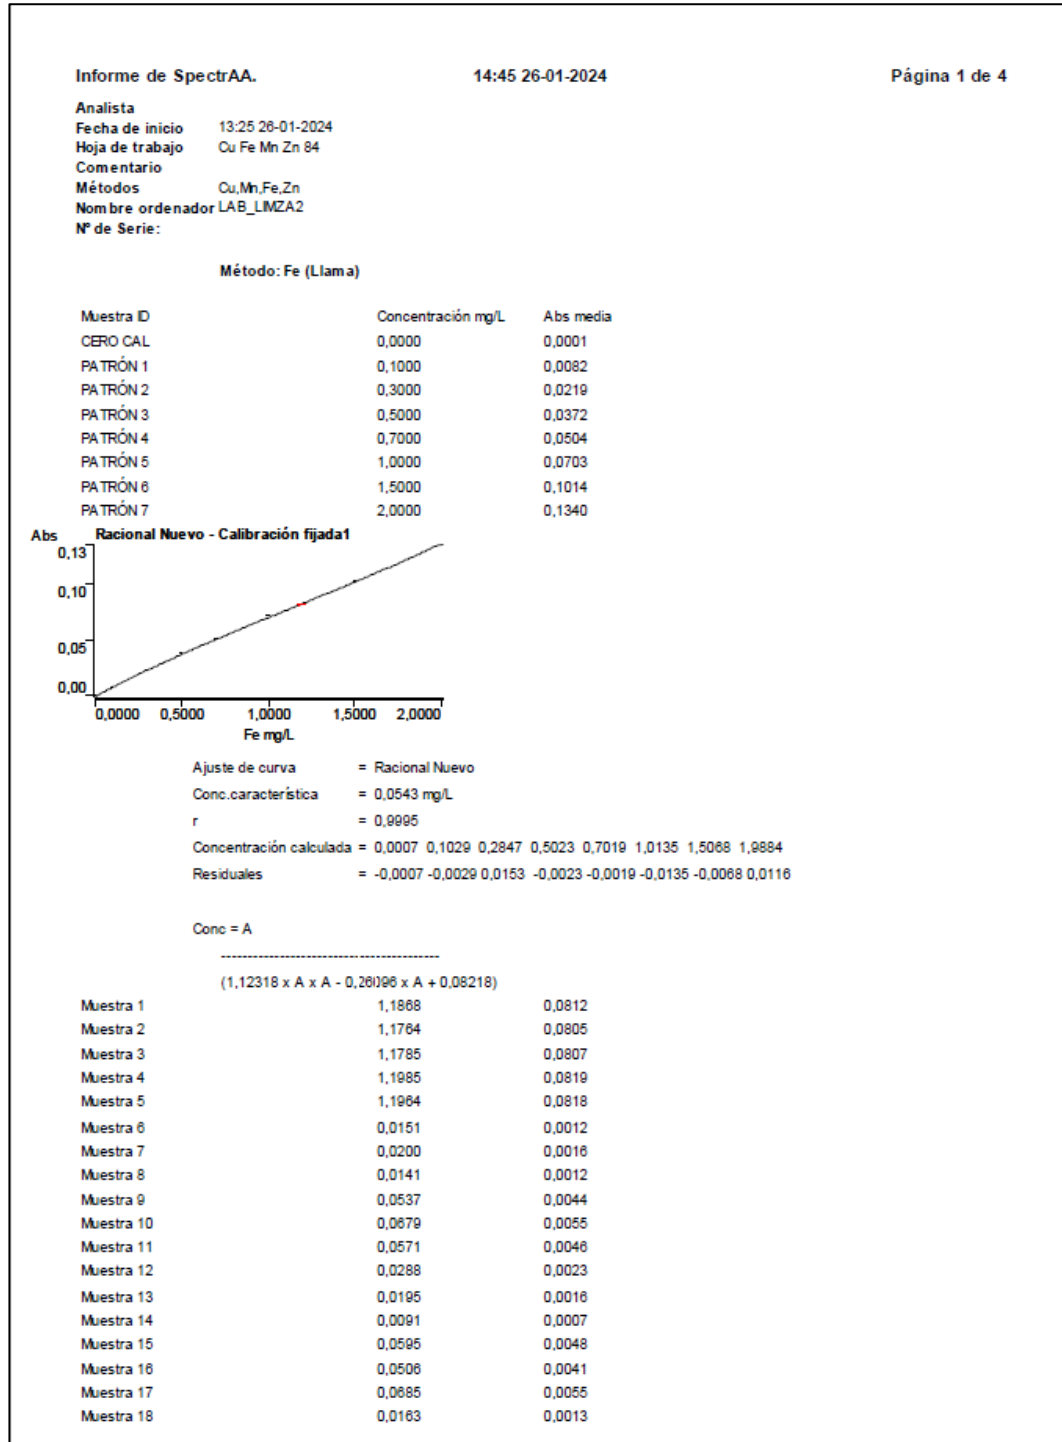 Informe de SpectrAA. 14:45 26-01-2024 Página 1 de 4
Analista
Fecha de inicio 13:25 26-01-2024
Hoja de trabajo Cu Fe Mn Zn 84
Comentario
Métodos Cu,Mn,Fe,Zn
Nombre ordenador LAB_LIMZA2
Nº de Serie:
Método: Fe (Llama)
Muestra ID Concentración mg/L Abs media
CERO CAL 0,0000 0,0001
PATRÓN 1 0,1000 0,0082
PATRÓN 2 0,3000 0,0219
PATRÓN 3 0,5000 0,0372
PATRÓN 4 0,7000 0,0504
PATRÓN 5 1,0000 0,0703
PATRÓN 6 1,5000 0,1014
PATRÓN 7 2,0000 0,1340
Abs Racional Nuevo - Calibración fijada1
0,13
0,10
0,05
0,00
0,0000 0,5000 1,0000 1,5000 2,0000
Fe mg/L
Ajuste de curva = Racional Nuevo
Conc.característica = 0,0543 mg/L
r = 0,9995
Concentración calculada = 0,0007 0,1029 0,2847 0,5023 0,7019 1,0135 1,5068 1,9884
Residuales = -0,0007 -0,0029 0,0153 -0,0023 -0,0019 -0,0135 -0,0068 0,0116
Conc = A
-----------------------------------------
(1,12318 x A x A - 0,26096 x A + 0,08218)
Muestra 1 1,1868 0,0812
Muestra 2 1,1764 0,0805
Muestra 3 1,1785 0,0807
Muestra 4 1,1985 0,0819
Muestra 5 1,1964 0,0818
Muestra 6 0,0151 0,0012
Muestra 7 0,0200 0,0016
Muestra 8 0,0141 0,0012
Muestra 9 0,0537 0,0044
Muestra 10 0,0679 0,0055
Muestra 11 0,0571 0,0046
Muestra 12 0,0288 0,0023
Muestra 13 0,0195 0,0016
Muestra 14 0,0091 0,0007
Muestra 15 0,0595 0,0048
Muestra 16 0,0506 0,0041
Muestra 17 0,0685 0,0055
Muestra 18 0,0163 0,0013